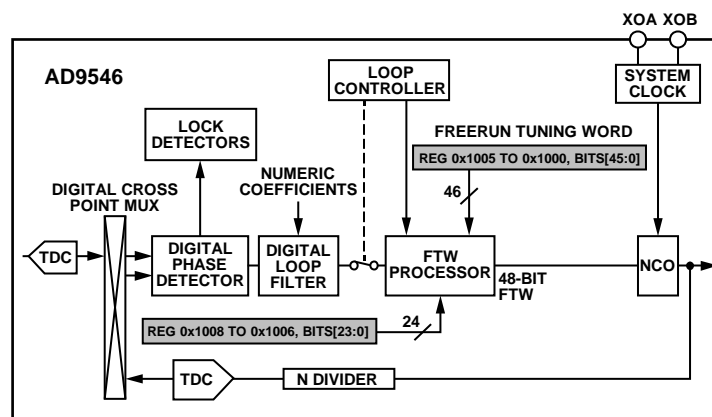 XOA XOB
AD9546
LOOP
CONTROLLER
SYSTEM
CLOCK
LOCK
DETECTORS
FREERUN TUNING WORD
REG 0x1005 TO 0x1000, BITS[45:0]
NUMERIC
COEFFICIENTS
46
DIGITAL CROSS
POINT MUX
TDC
DIGITAL
PHASE
DETECTOR
DIGITAL
LOOP
FILTER
FTW
PROCESSOR
48-BIT
FTW
NCO
REG 0x1008 TO 0x1006, BITS[23:0]
24
TDC
N DIVIDER